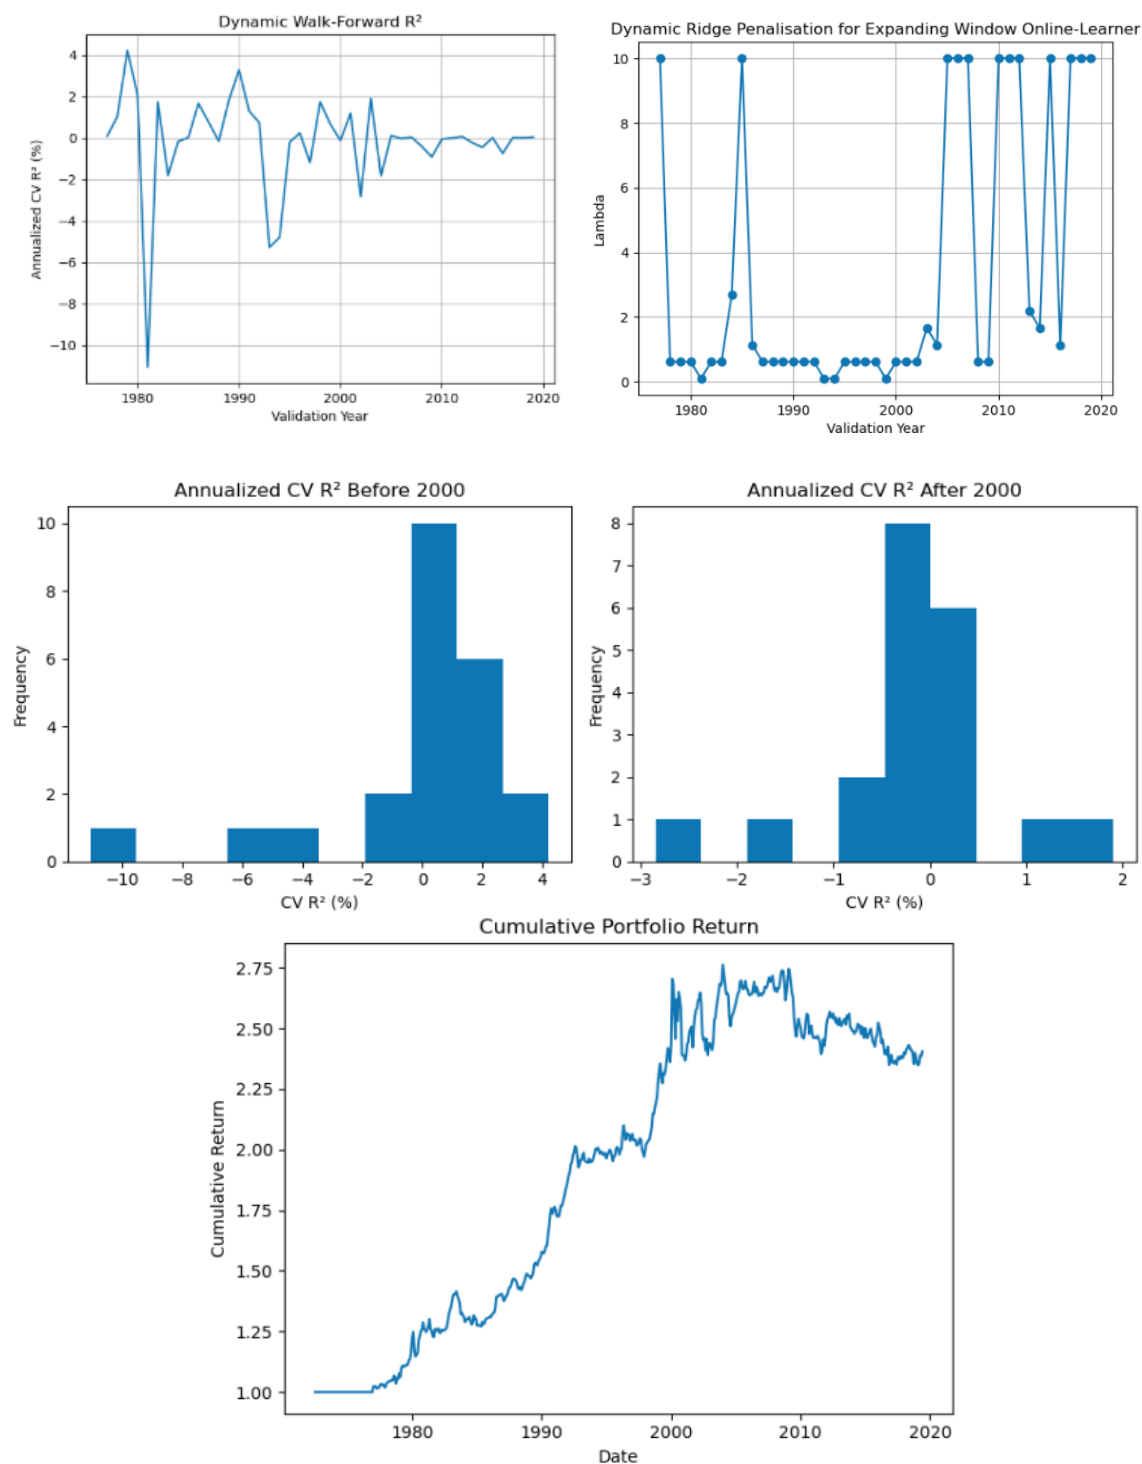 Dynamic Walk-Forward R²
4
2
0
−2
−4
−6
−8
−10
Annualized CV R² (%)
1980 1990 2000 2010 2020
Validation Year
Dynamic Ridge Penalisation for Expanding Window Online-Learner
10
8
6
4
2
0
Lambda
1980 1990 2000 2010 2020
Validation Year
Annualized CV R² Before 2000
10
8
6
4
2
0
Frequency
−10 −8 −6 −4 −2 0 2 4
CV R² (%)
Annualized CV R² After 2000
8
7
6
5
4
3
2
1
0
Frequency
−3 −2 −1 0 1 2
CV R² (%)
Cumulative Portfolio Return
2.75
2.50
2.25
2.00
1.75
1.50
1.25
1.00
Cumulative Return
1980 1990 2000 2010 2020
Date